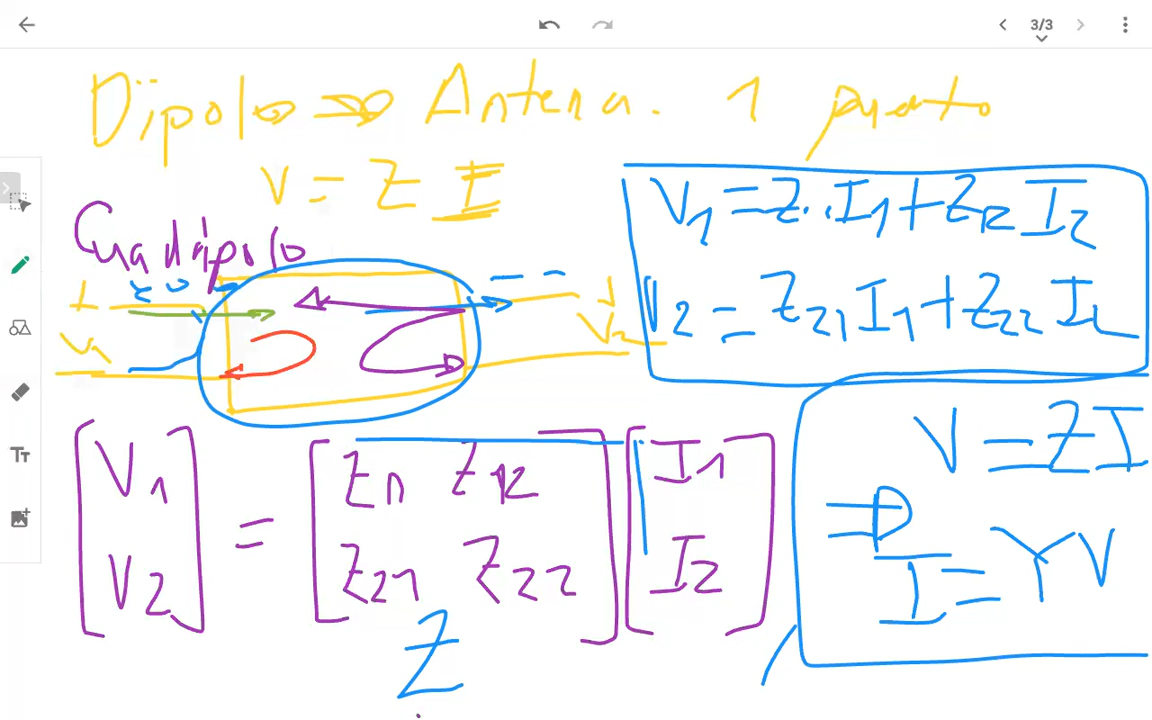 3/3
Dipolo ⇒ Antena. 1 puerto
V = Z I
V1 = Z11 I1 + Z12 I2
Cuadripolo
V2 = Z21 I1 + Z22 I2
V1
V2
V = Z I
[V1 V2] = [Z11 Z12 Z21 Z22] [I1 I2]
⇒ I = Y V
Z
Tт